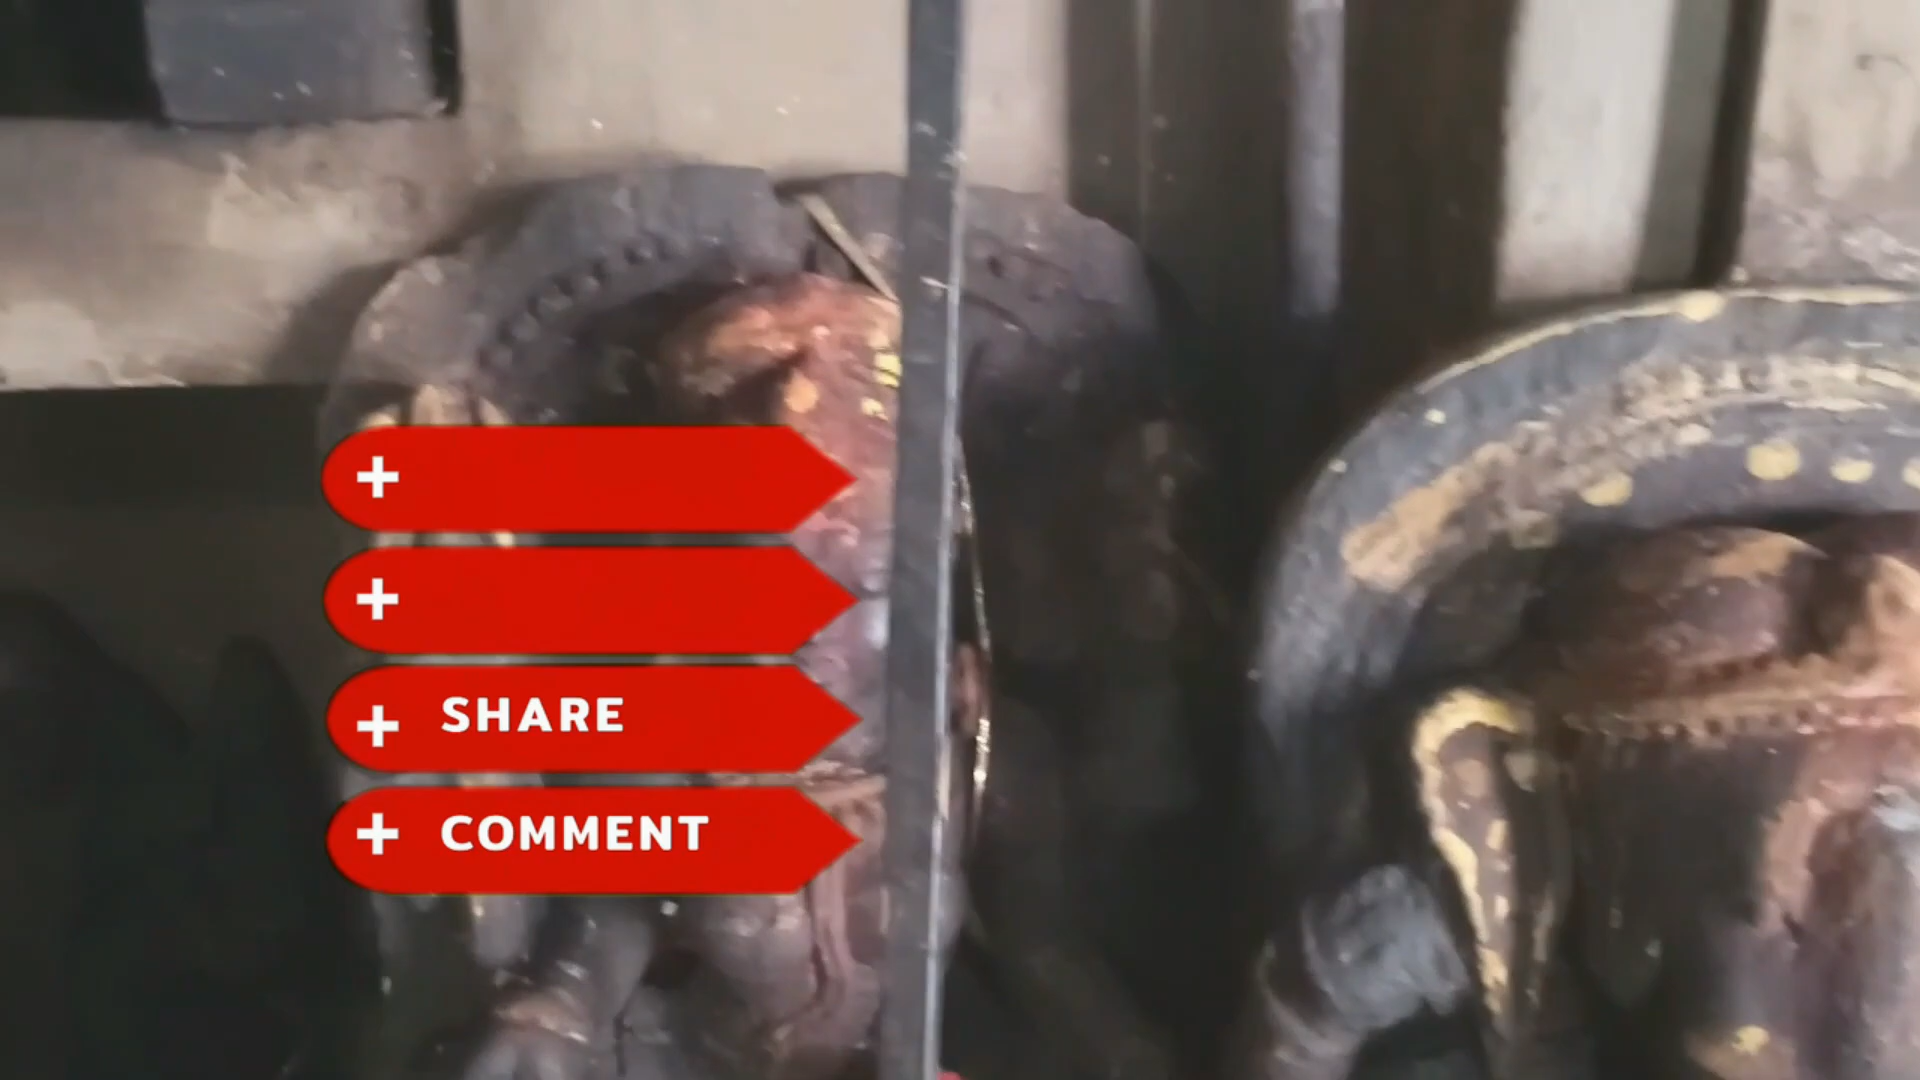 +
+
+ SHARE
+ COMMENT